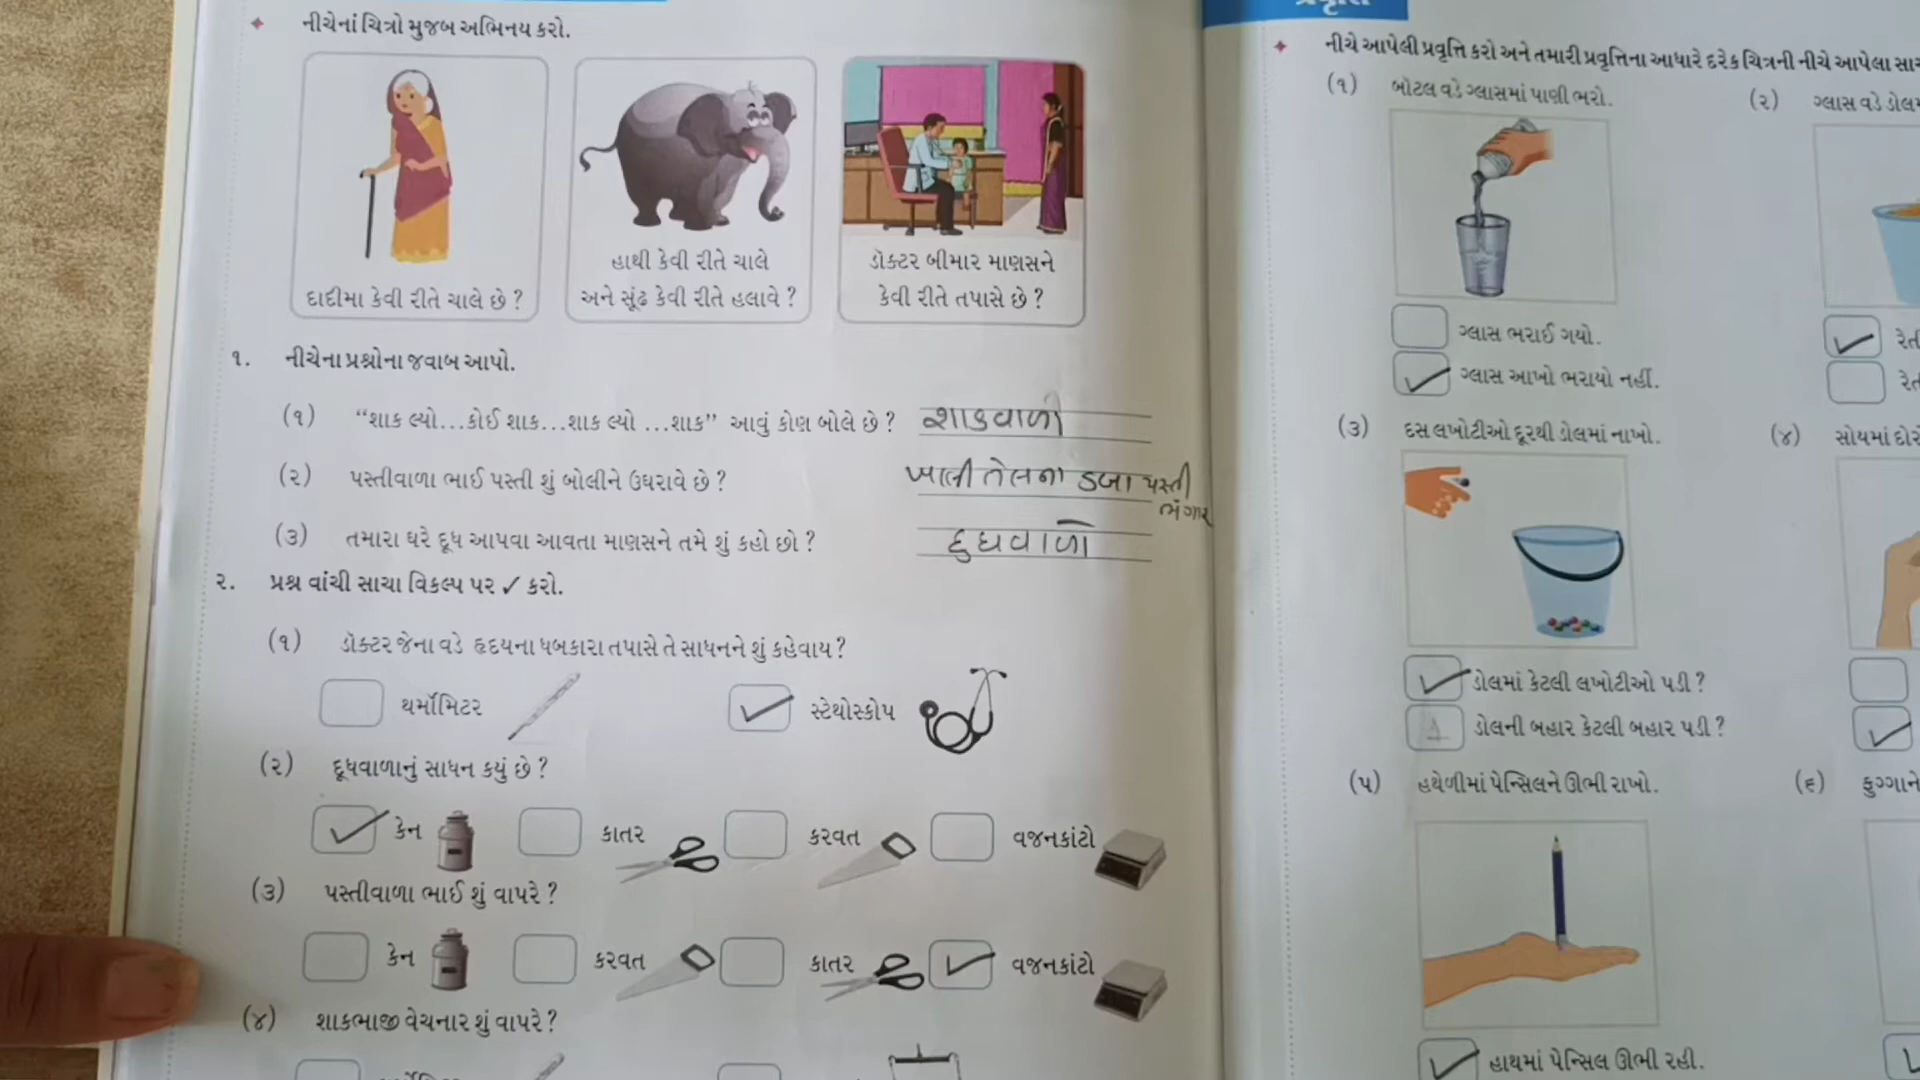 નીચેનાં ચિત્રો મુજબ અભિનય કરો.
દાદીમા કેવી રીતે ચાલે છે ?
હાથી કેવી રીતે ચાલે
અને સૂંઢ કેવી રીતે હલાવે ?
ડૉક્ટર બીમાર માણસને
કેવી રીતે તપાસે છે ?
૧. નીચેના પ્રશ્નોના જવાબ આપો.
(૧) “શાક લ્યો...કોઈ શાક...શાક લ્યો ...શાક” આવું કોણ બોલે છે ? શાકવાળી
(૨) પસ્તીવાળા ભાઈ પસ્તી શું બોલીને ઉઘરાવે છે ? ખાલી તેલના ડબા પસ્તી
ભંગાર
(૩) તમારા ઘરે દૂધ આપવા આવતા માણસને તમે શું કહો છો ? દુધવાળો
૨. પ્રશ્ન વાંચી સાચા વિકલ્પ પર ✓ કરો.
(૧) ડૉક્ટર જેના વડે હૃદયના ધબકારા તપાસે તે સાધનને શું કહેવાય ?
થર્મોમિટર ✓ સ્ટેથોસ્કોપ
(૨) દૂધવાળાનું સાધન કયું છે ?
✓ કેન કાતર કરવત વજનકાંટો
(૩) પસ્તીવાળા ભાઈ શું વાપરે ?
કેન કરવત કાતર ✓ વજનકાંટો
(૪) શાકભાજી વેચનાર શું વાપરે ?
નીચે આપેલી પ્રવૃત્તિ કરો અને તમારી પ્રવૃત્તિના આધારે દરેક ચિત્રની નીચે આપેલા
(૧) બૉટલ વડે ગ્લાસમાં પાણી ભરો.
ગ્લાસ ભરાઈ ગયો.
✓ ગ્લાસ આખો ભરાયો નહીં.
(૨) ગ્લાસ વડે
✓
(૩) દસ લખોટીઓ દૂરથી ડોલમાં નાખો.
✓ ડોલમાં કેટલી લખોટીઓ પડી ?
1 ડોલની બહાર કેટલી બહાર પડી ?
(૪) સોયમાં
✓
(૫) હથેળીમાં પેન્સિલને ઊભી રાખો.
✓ હાથમાં પેન્સિલ ઊભી રહી.
(૬) ફુગ્ગાને